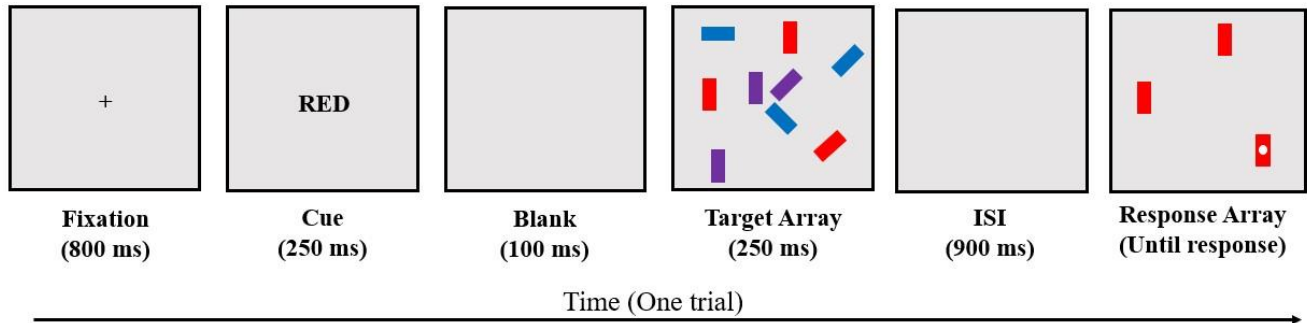 +
RED
Fixation
(800 ms)
Cue
(250 ms)
Blank
(100 ms)
Target Array
(250 ms)
ISI
(900 ms)
Response Array
(Until response)
Time (One trial)